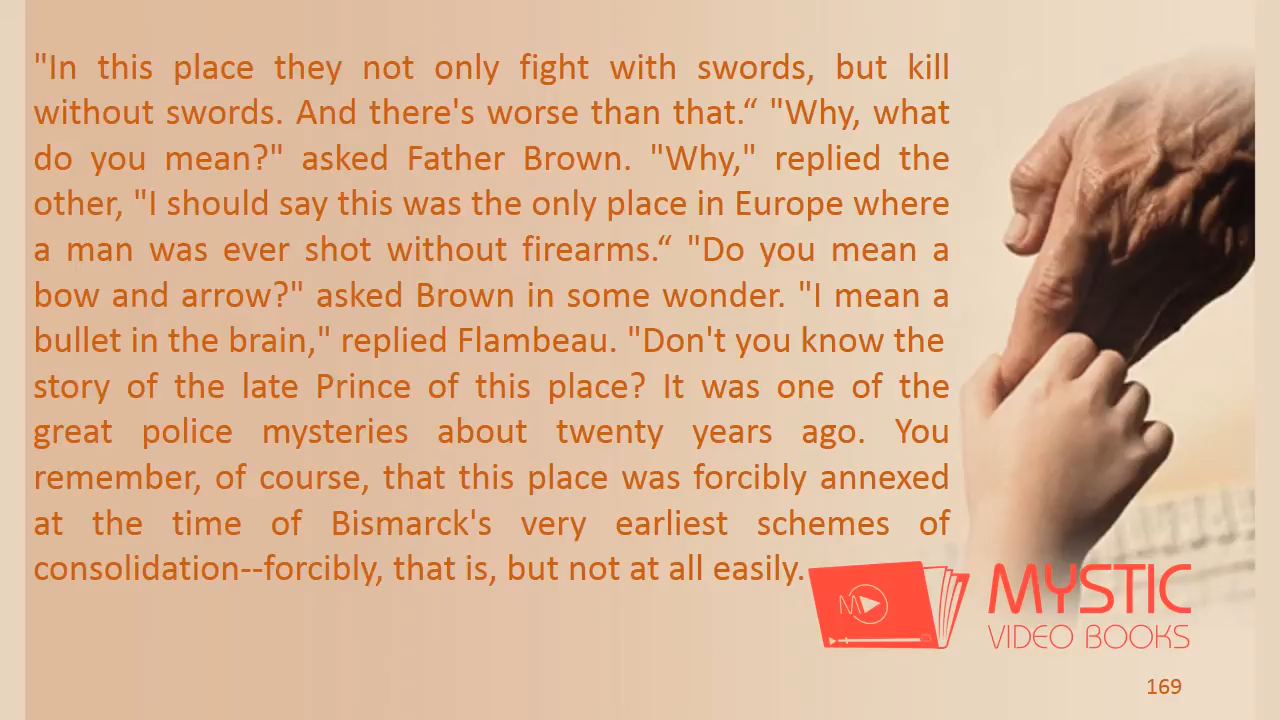 "In this place they not only fight with swords, but kill
without swords. And there's worse than that.“ "Why, what
do you mean?" asked Father Brown. "Why," replied the
other, "I should say this was the only place in Europe where
a man was ever shot without firearms.“ "Do you mean a
bow and arrow?" asked Brown in some wonder. "I mean a
bullet in the brain," replied Flambeau. "Don't you know the
story of the late Prince of this place? It was one of the
great police mysteries about twenty years ago. You
remember, of course, that this place was forcibly annexed
at the time of Bismarck's very earliest schemes of
consolidation--forcibly, that is, but not at all easily.
M
MYSTIC
VIDEO BOOKS
169